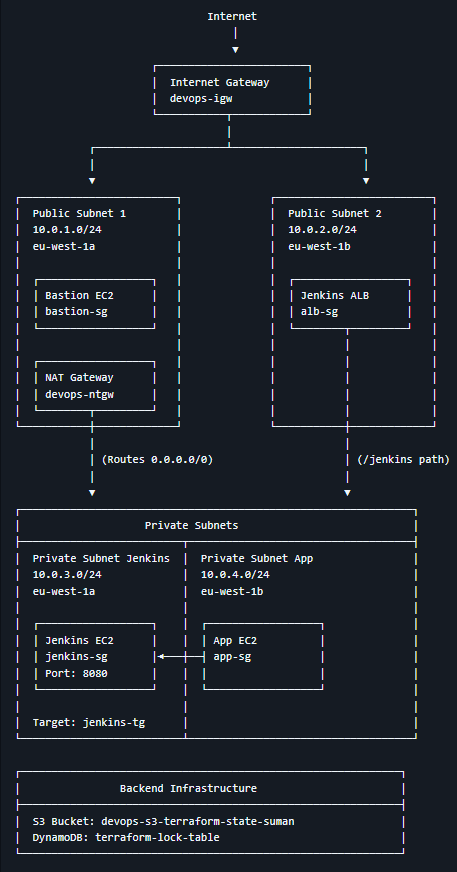 Internet
Internet Gateway
devops-igw
Public Subnet 1
10.0.1.0/24
eu-west-1a
Bastion EC2
bastion-sg
NAT Gateway
devops-ntgw
Public Subnet 2
10.0.2.0/24
eu-west-1b
Jenkins ALB
alb-sg
(Routes 0.0.0.0/0)
(/jenkins path)
Private Subnets
Private Subnet Jenkins
10.0.3.0/24
eu-west-1a
Jenkins EC2
jenkins-sg
Port: 8080
Target: jenkins-tg
Private Subnet App
10.0.4.0/24
eu-west-1b
App EC2
app-sg
Backend Infrastructure
S3 Bucket: devops-s3-terraform-state-suman
DynamoDB: terraform-lock-table